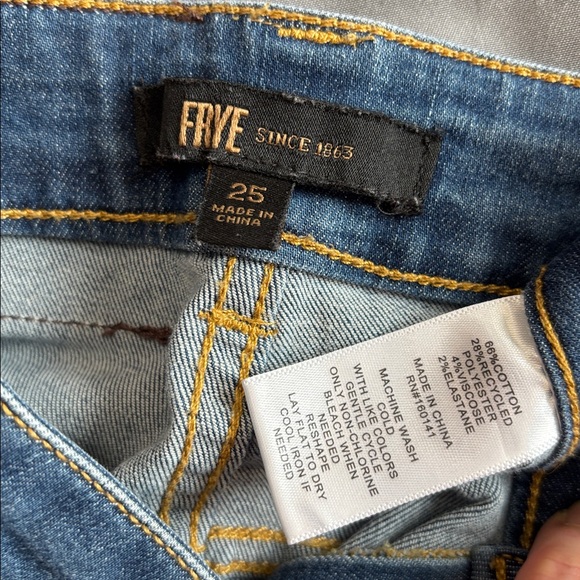 FRYE SINCE 1863
25
MADE IN
CHINA
66%COTTON
28%RECYCLED
POLYESTER
4%VISCOSE
2%ELASTANE
MADE IN CHINA
RN#160141
MACHINE WASH
COLD
WITH LIKE COLORS
GENTLE CYCLE
ONLY NON-CHLORINE
BLEACH WHEN
NEEDED
RESHAPE
LAY FLAT TO DRY
COOL IRON IF
NEEDED